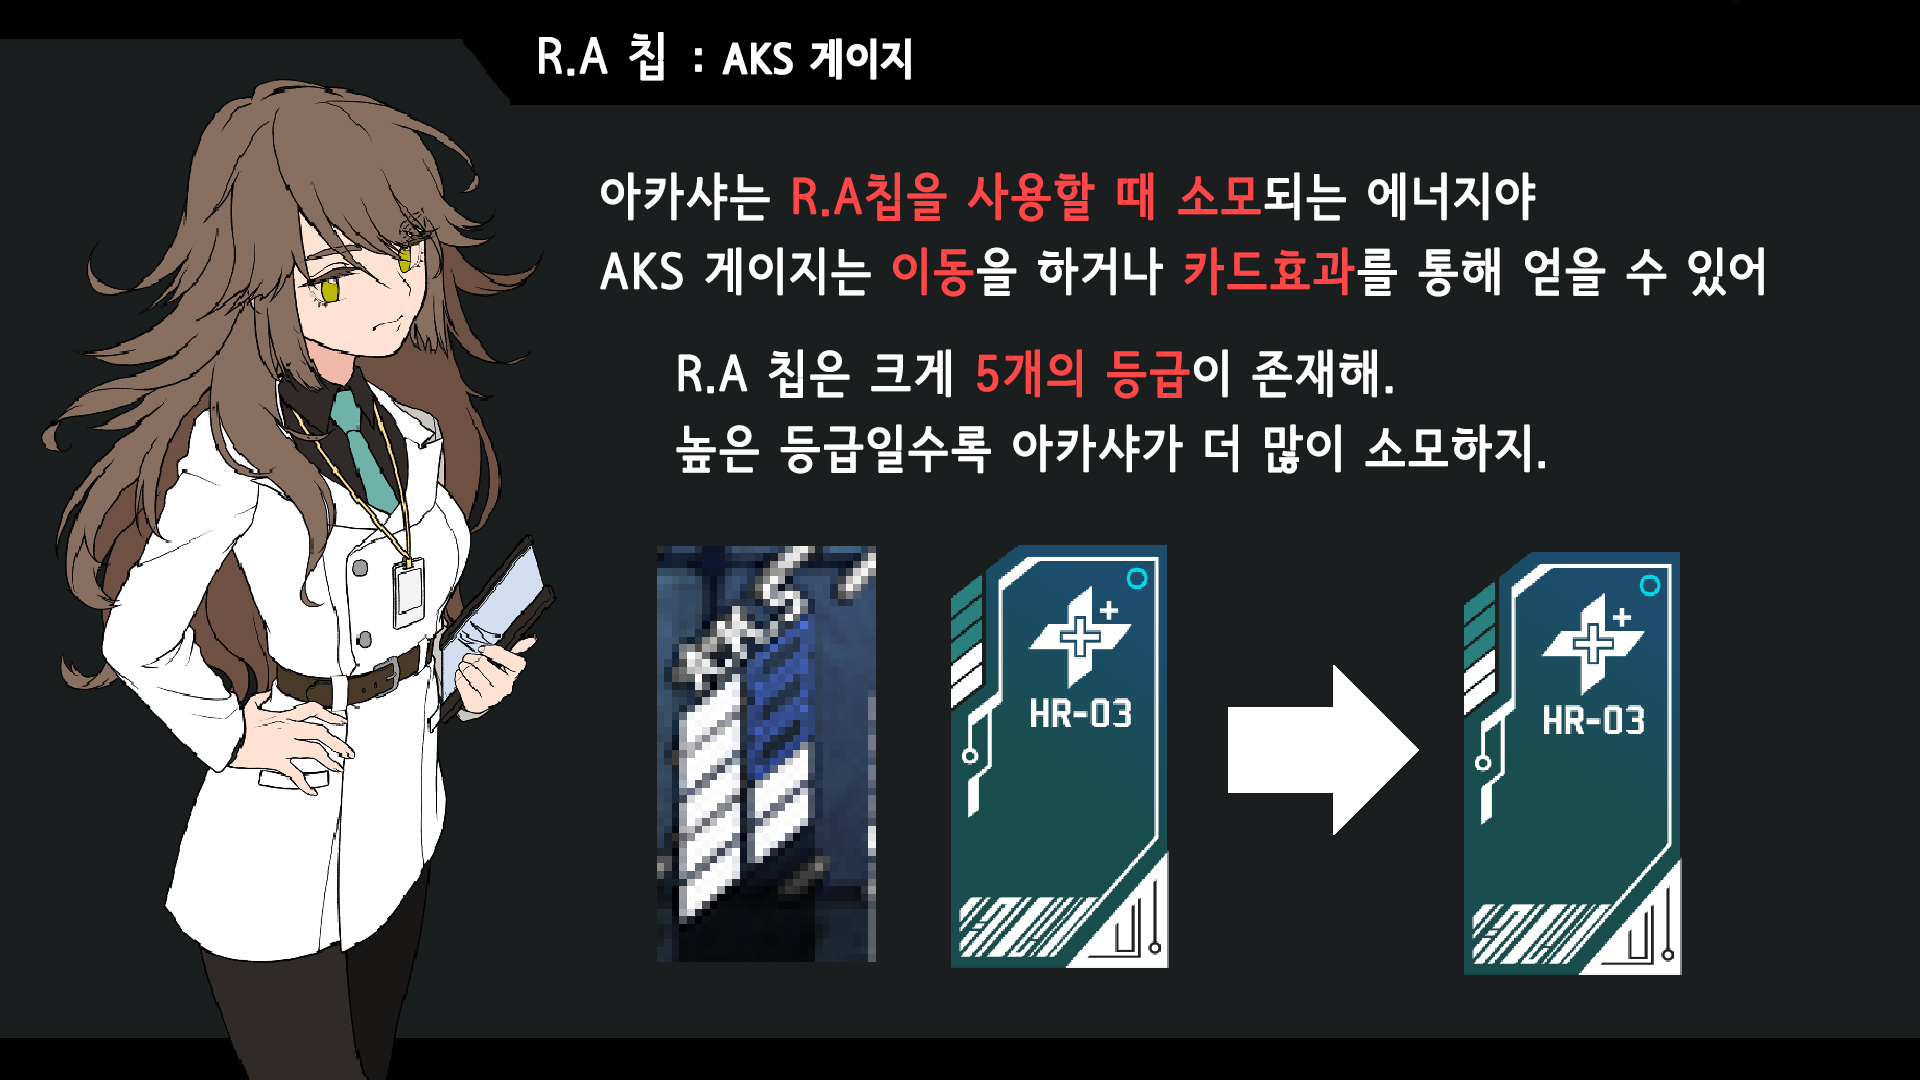 R.A 칩 : AKS 게이지
아카샤는 R.A칩을 사용할 때 소모되는 에너지야
AKS 게이지는 이동을 하거나 카드효과를 통해 얻을 수 있어
R.A 칩은 크게 5개의 등급이 존재해.
높은 등급일수록 아카샤가 더 많이 소모하지.
AKS
HR-03
HR-03